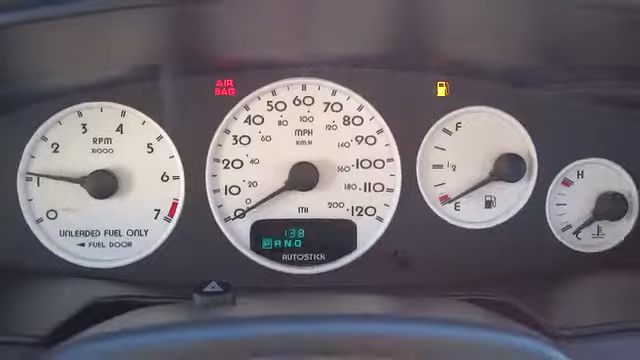 AIR
BAG
0
1
2
3
4
5
6
7
RPM
X1000
UNLEADED FUEL ONLY
◄ FUEL DOOR
0
10
20
30
40
50
60
70
80
90
100
110
120
0
20
40
60
80
100
120
140
160
180
200
MPH
KM/H
MI
138
P R N D
AUTOSTICK
F
1/2
E
H
C